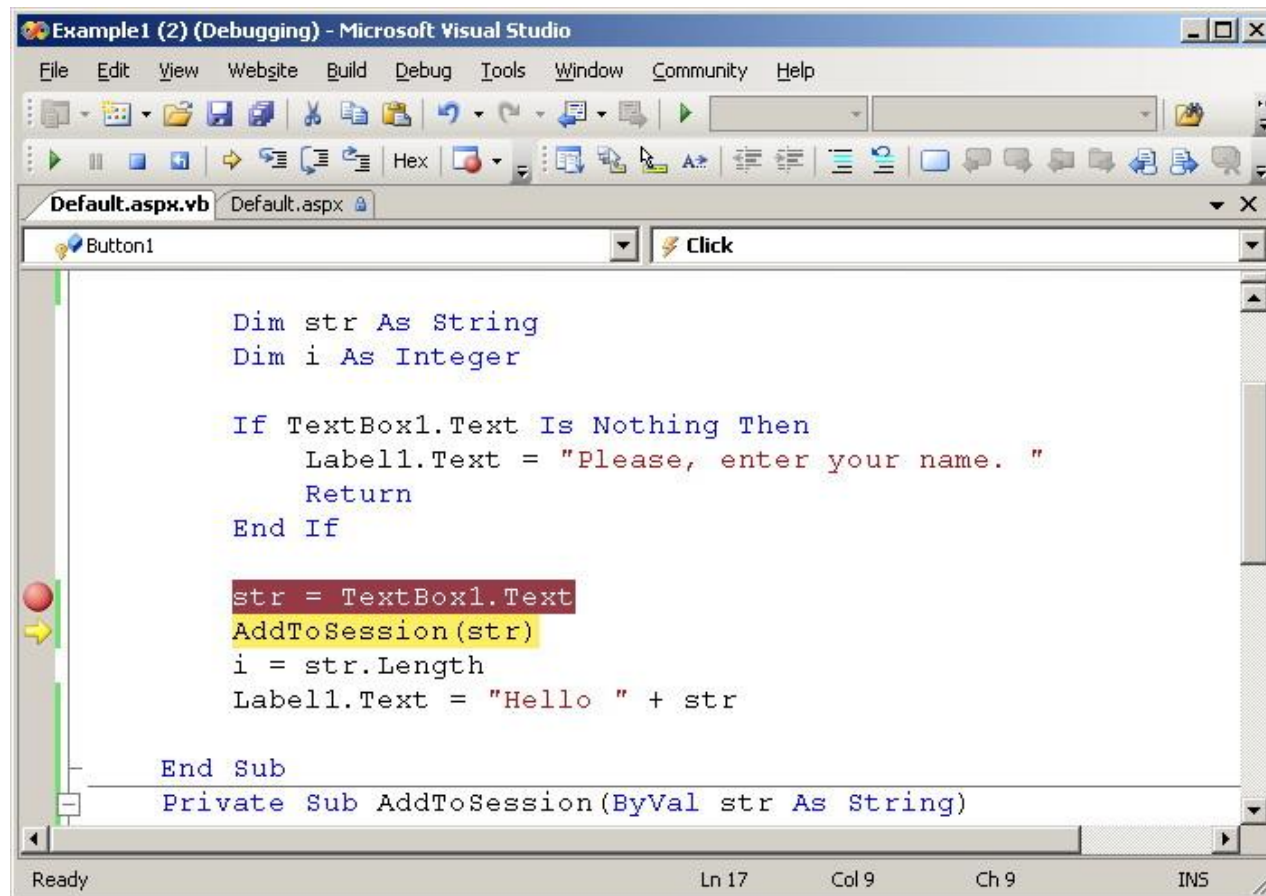 Example1 (2) (Debugging) - Microsoft Visual Studio
File Edit View Website Build Debug Tools Window Community Help
Hex
Default.aspx.vb Default.aspx
Button1 Click
Dim str As String
Dim i As Integer
If TextBox1.Text Is Nothing Then
Label1.Text = "Please, enter your name. "
Return
End If
str = TextBox1.Text
AddToSession(str)
i = str.Length
Label1.Text = "Hello " + str
End Sub
Private Sub AddToSession(ByVal str As String)
Ready Ln 17 Col 9 Ch 9 INS